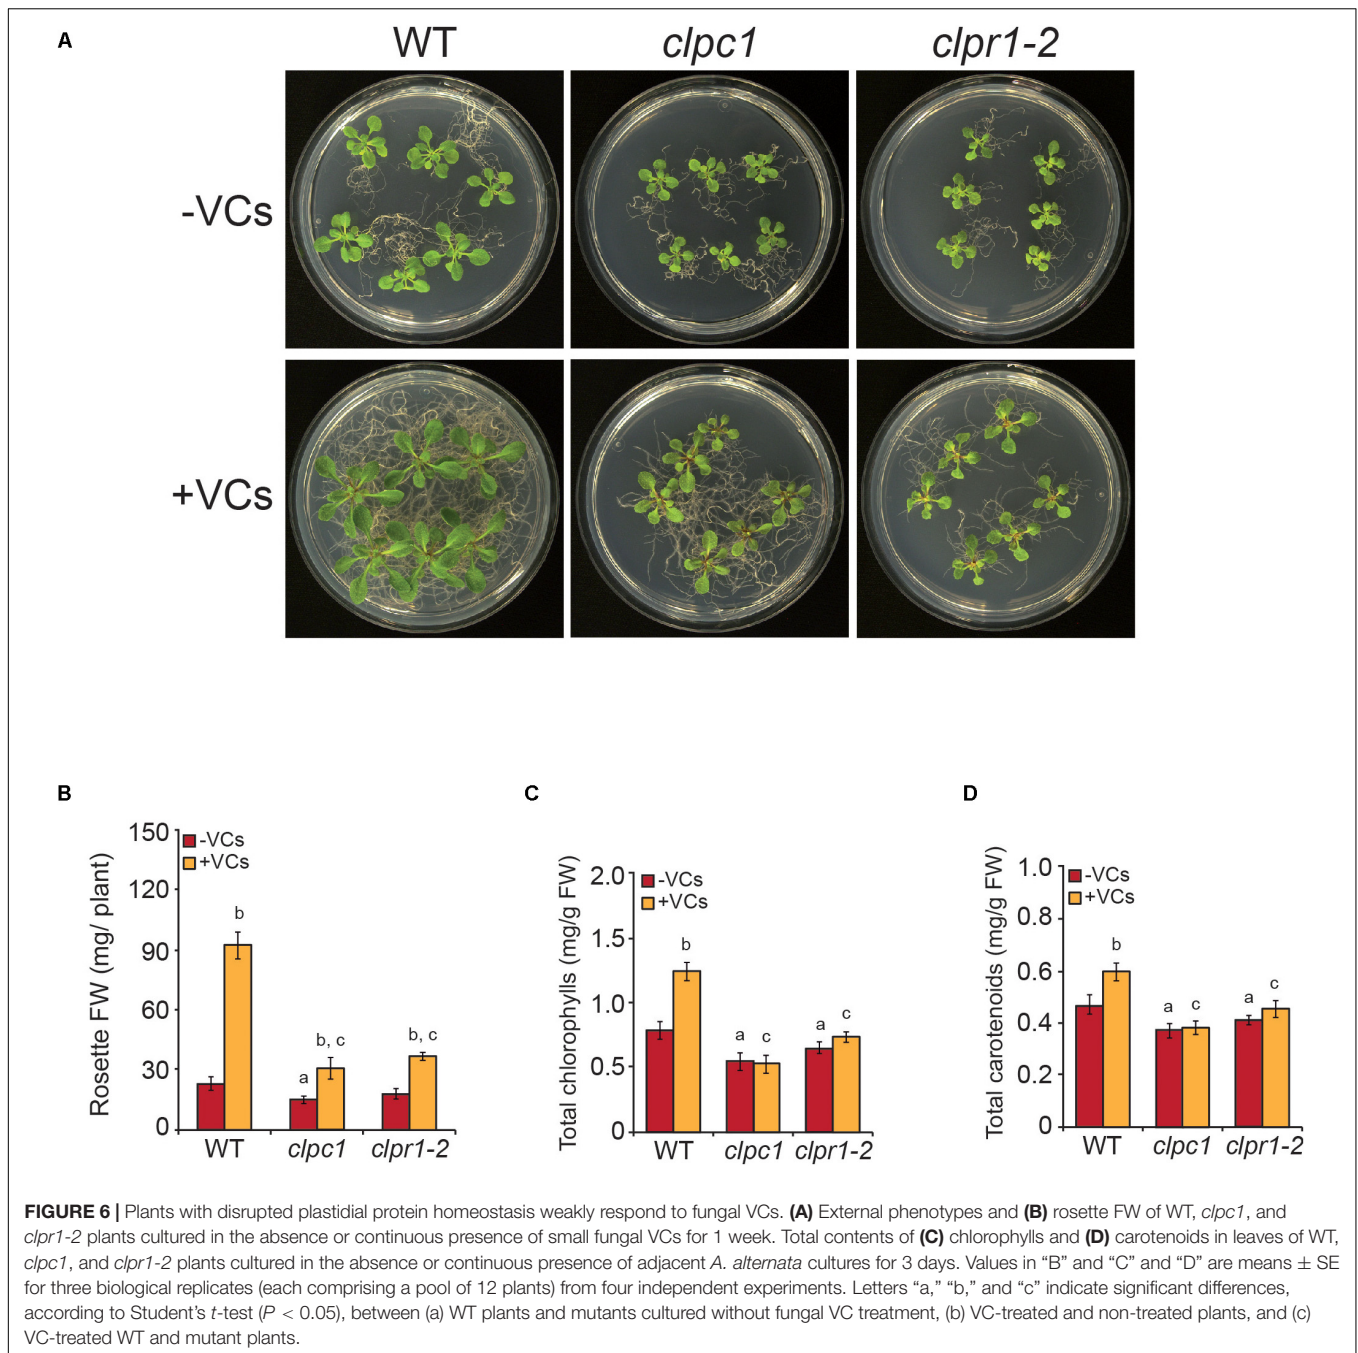 A
WT
clpc1
clpr1-2
-VCs
+VCs
B
Rosette FW (mg/ plant)
150
120
90
60
30
0
-VCs
+VCs
b
a
b, c
b, c
WT
clpc1
clpr1-2
C
Total chlorophylls (mg/g FW)
2.0
1.5
1.0
0.5
0
-VCs
+VCs
b
a
c
a
c
WT
clpc1
clpr1-2
D
Total carotenoids (mg/g FW)
1.0
0.8
0.6
0.4
0.2
0
-VCs
+VCs
b
a
c
a
c
WT
clpc1
clpr1-2
FIGURE 6 | Plants with disrupted plastidial protein homeostasis weakly respond to fungal VCs. (A) External phenotypes and (B) rosette FW of WT, clpc1, and
clpr1-2 plants cultured in the absence or continuous presence of small fungal VCs for 1 week. Total contents of (C) chlorophylls and (D) carotenoids in leaves of WT,
clpc1, and clpr1-2 plants cultured in the absence or continuous presence of adjacent A. alternata cultures for 3 days. Values in “B” and “C” and “D” are means ± SE
for three biological replicates (each comprising a pool of 12 plants) from four independent experiments. Letters “a,” “b,” and “c” indicate significant differences,
according to Student’s t-test (P < 0.05), between (a) WT plants and mutants cultured without fungal VC treatment, (b) VC-treated and non-treated plants, and (c)
VC-treated WT and mutant plants.